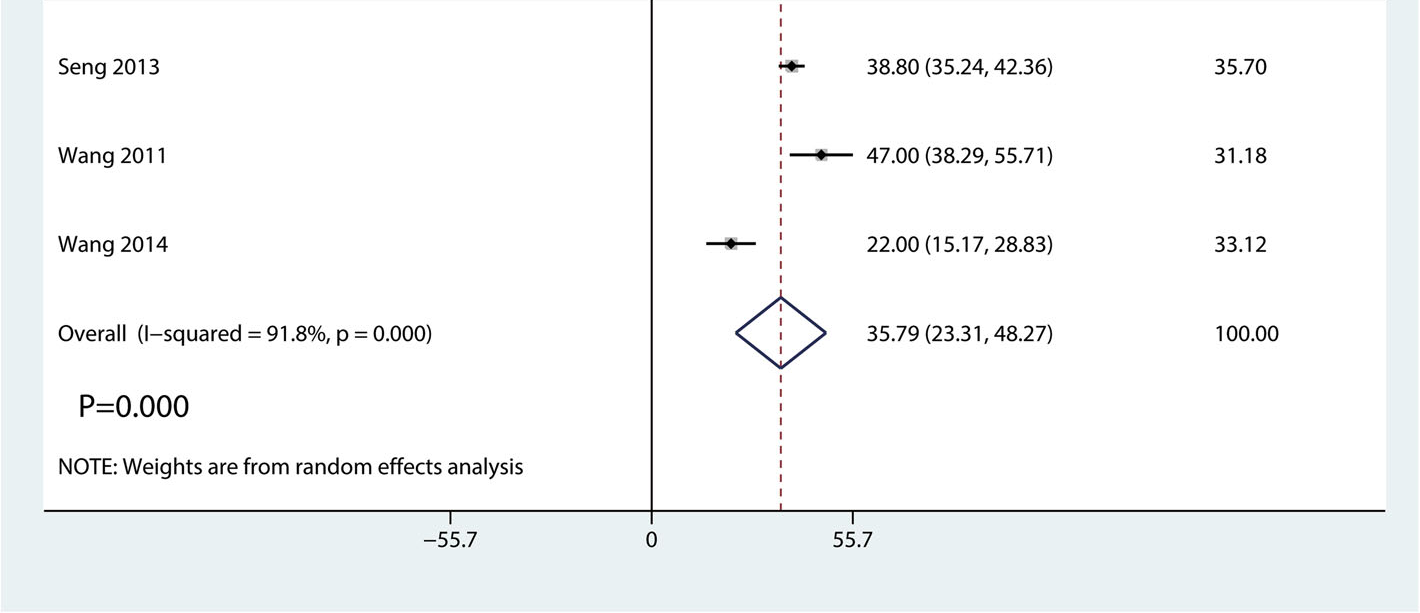 Seng 2013 38.80 (35.24, 42.36) 35.70
Wang 2011 47.00 (38.29, 55.71) 31.18
Wang 2014 22.00 (15.17, 28.83) 33.12
Overall (I−squared = 91.8%, p = 0.000) 35.79 (23.31, 48.27) 100.00
P=0.000
NOTE: Weights are from random effects analysis
−55.7 0 55.7